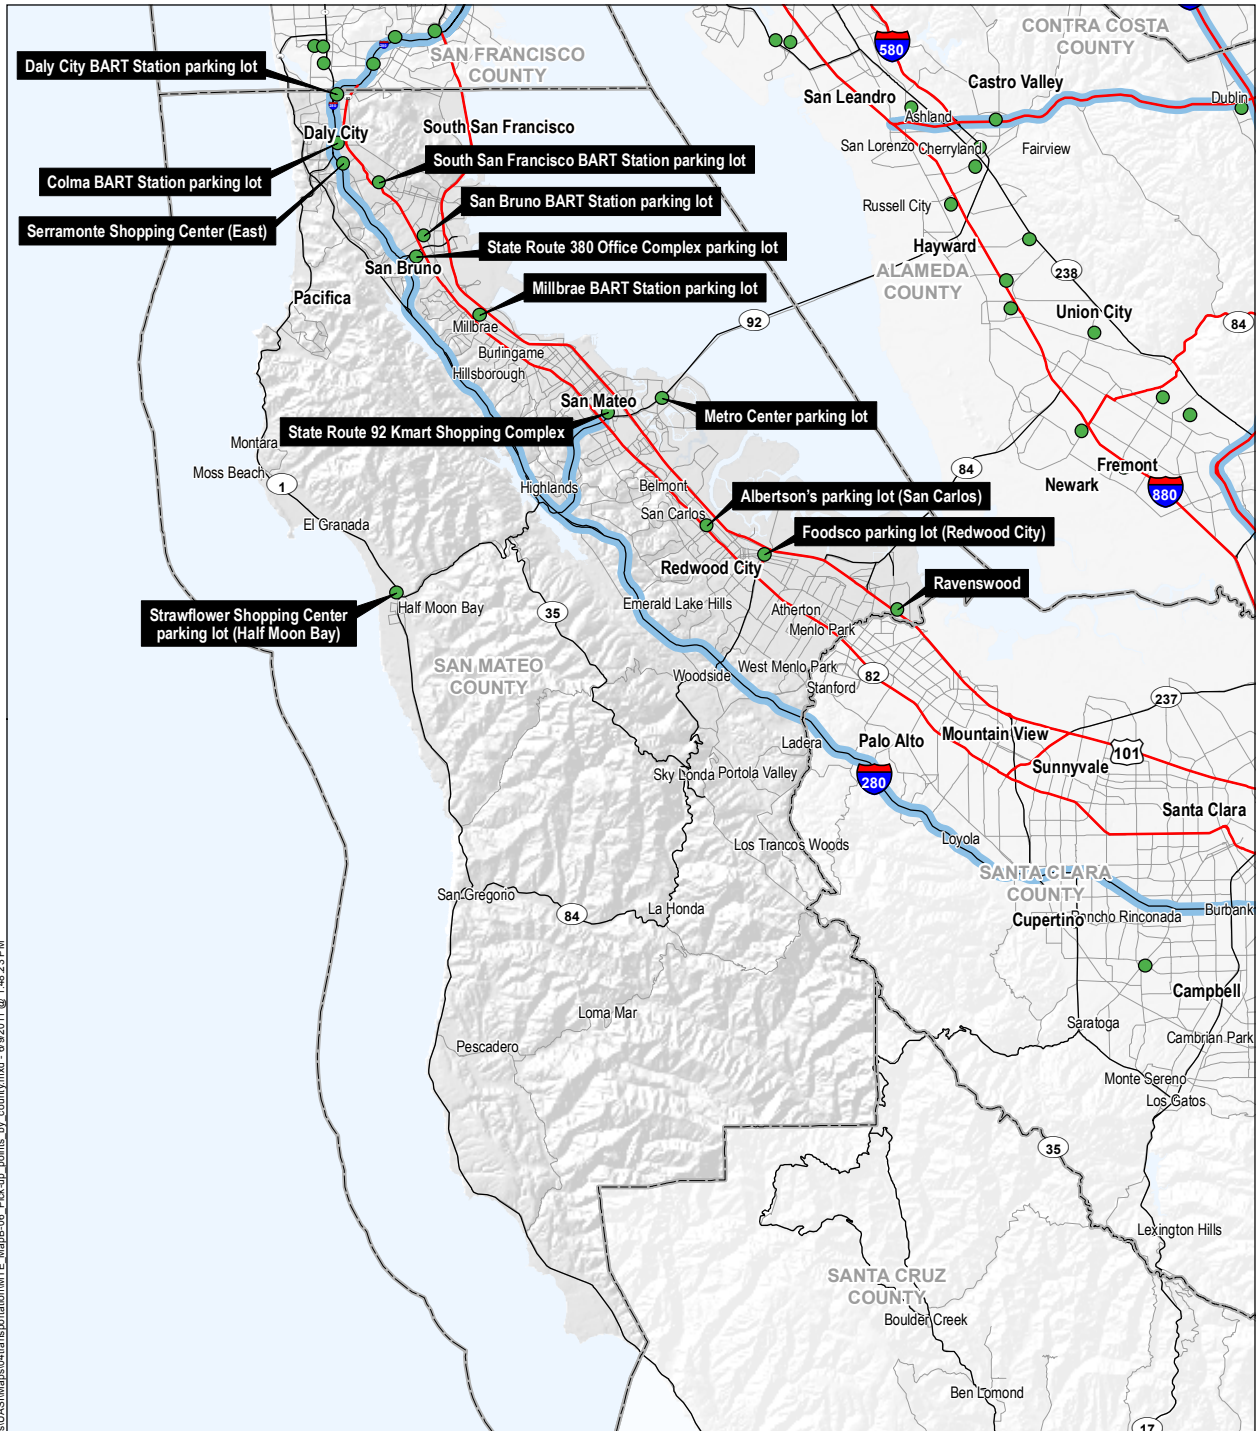 CONTRA COSTA
COUNTY
580
SAN FRANCISCO
COUNTY
Daly City BART Station parking lot
Castro Valley
San Leandro
Dublin
Ashland
Daly City
South San Francisco
San Lorenzo
Cherryland
Fairview
South San Francisco BART Station parking lot
Colma BART Station parking lot
San Bruno BART Station parking lot
Russell City
Serramonte Shopping Center (East)
State Route 380 Office Complex parking lot
Hayward
San Bruno
ALAMEDA
COUNTY
238
Millbrae BART Station parking lot
Pacifica
Union City
92
84
Millbrae
Burlingame
Hillsborough
San Mateo
Metro Center parking lot
State Route 92 Kmart Shopping Complex
Montara
Moss Beach
1
84
Fremont
Newark
880
Highlands
Belmont
Albertson's parking lot (San Carlos)
San Carlos
El Granada
Foodsco parking lot (Redwood City)
Redwood City
Ravenswood
Strawflower Shopping Center
parking lot (Half Moon Bay)
Half Moon Bay
35
Emerald Lake Hills
Atherton
Menlo Park
SAN MATEO
COUNTY
West Menlo Park
Woodside
82
Stanford
237
Mountain View
Palo Alto
Ladera
101
Sunnyvale
Sky Londa
Portola Valley
280
Santa Clara
Loyola
Los Trancos Woods
SANTA CLARA
COUNTY
San Gregorio
84
La Honda
Cupertino
Rancho Rinconada
Burbank
Campbell
Loma Mar
Saratoga
Cambrian Park
Pescadero
Monte Sereno
Los Gatos
35
Lexington Hills
SANTA CRUZ
COUNTY
Boulder Creek
Ben Lomond
17